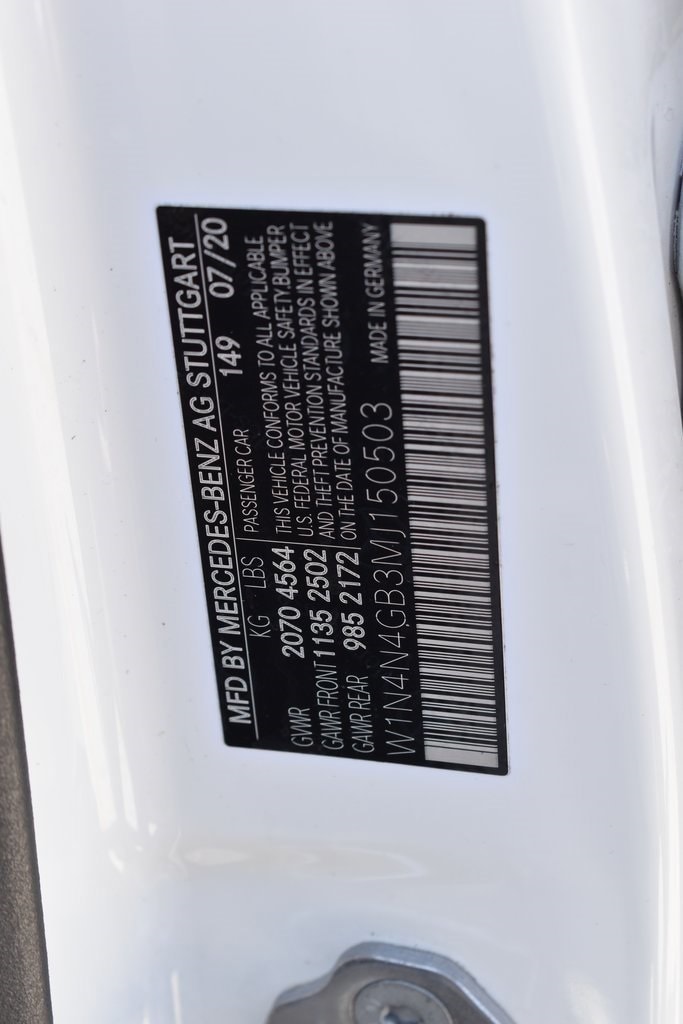 MFD BY MERCEDES-BENZ AG STUTTGART
149 07/20
KG LBS PASSENGER CAR
GVWR 2070 4564 THIS VEHICLE CONFORMS TO ALL APPLICABLE
U.S. FEDERAL MOTOR VEHICLE SAFETY,BUMPER
GAWR FRONT 1135 2502 AND THEFT PREVENTION STANDARDS IN EFFECT
GAWR REAR 985 2172 ON THE DATE OF MANUFACTURE SHOWN ABOVE
W1N4N4GB3MJ150503 MADE IN GERMANY